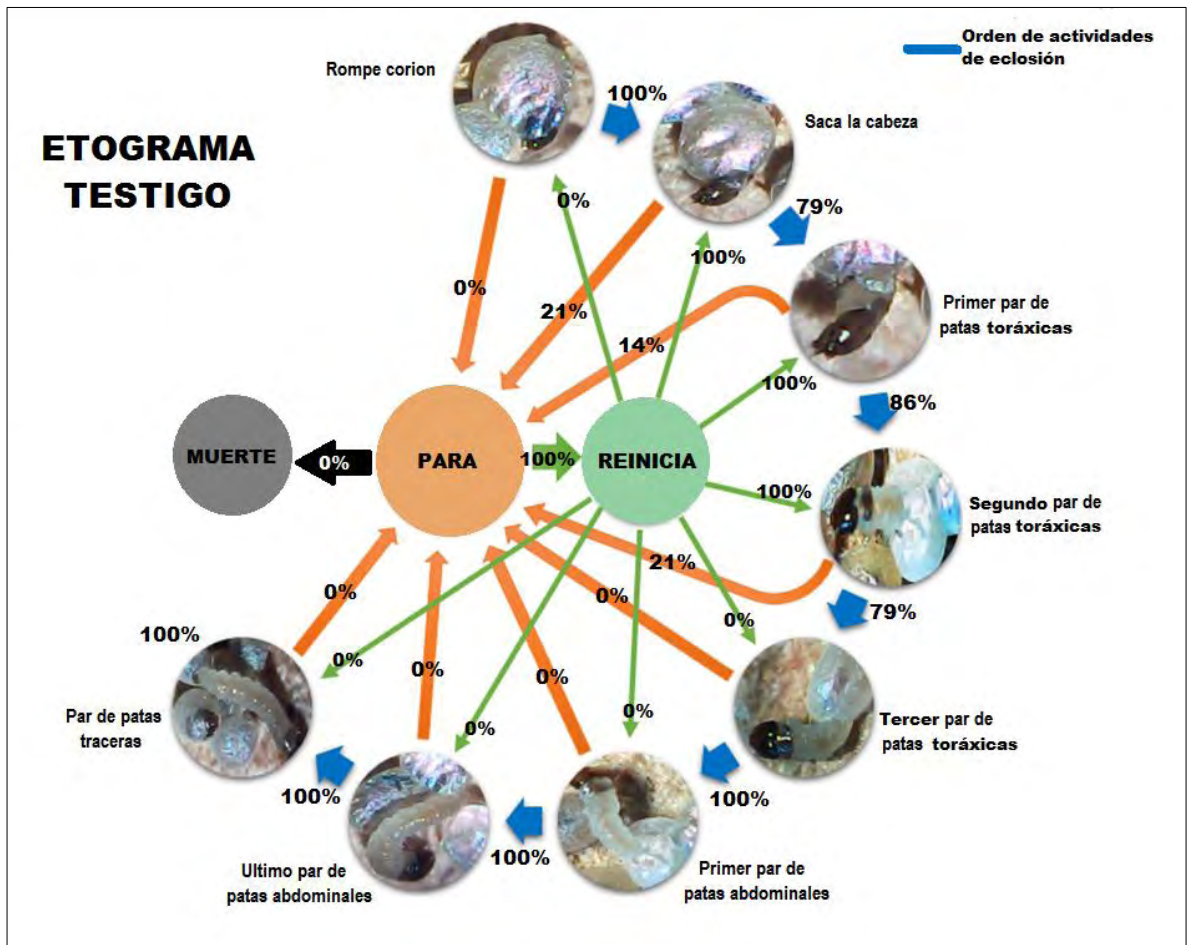 Orden de actividades
de eclosión
Rompe corion
100%
Saca la cabeza
ETOGRAMA
TESTIGO
79%
0%
100%
0%
21%
14%
Primer par de
patas toráxicas
100%
86%
MUERTE
0%
PARA
100%
REINICIA
100%
Segundo par de
patas toráxicas
21%
79%
0%
0%
0%
100%
0%
0%
0%
0%
0%
Par de patas
traceras
Tercer par de
patas toráxicas
100%
100%
100%
Ultimo par de
patas abdominales
Primer par de
patas abdominales